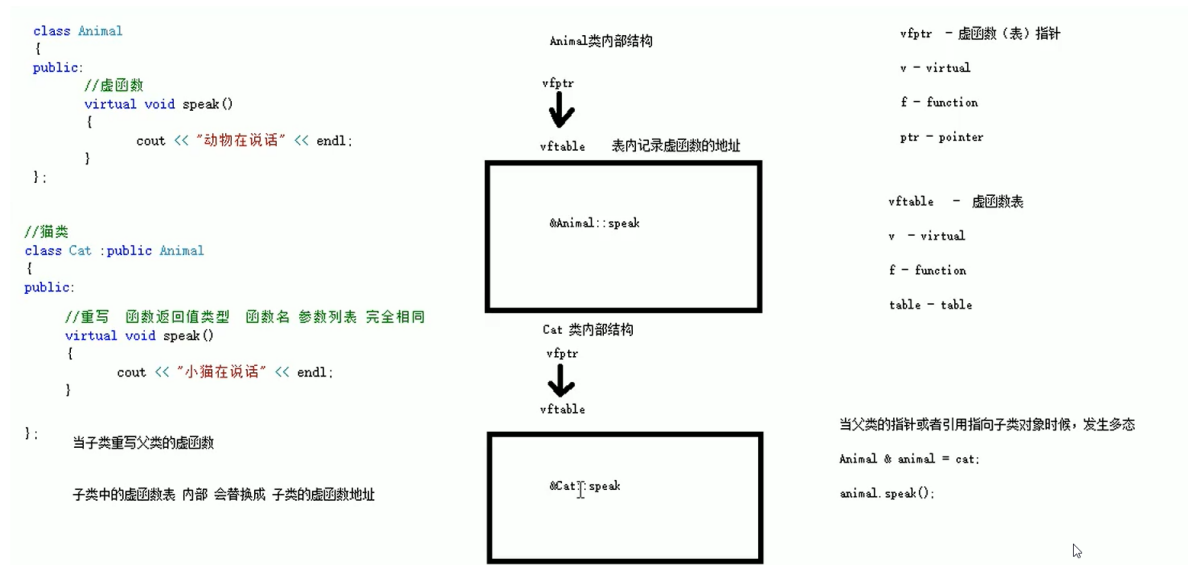 class Animal
{
public:
//虚函数
virtual void speak()
{
cout << "动物在说话" << endl;
}
};
//猫类
class Cat :public Animal
{
public:
//重写 函数返回值类型 函数名 参数列表 完全相同
virtual void speak()
{
cout << "小猫在说话" << endl;
}
};
当子类重写父类的虚函数
子类中的虚函数表 内部 会替换成 子类的虚函数地址
Animal类内部结构
vfptr
vftable 表内记录虚函数的地址
&Animal::speak
Cat 类内部结构
vfptr
vftable
&Cat::speak
vfptr - 虚函数（表）指针
v - virtual
f - function
ptr - pointer
vftable - 虚函数表
v - virtual
f - function
table - table
当父类的指针或者引用指向子类对象时候，发生多态
Animal & animal = cat;
animal.speak();